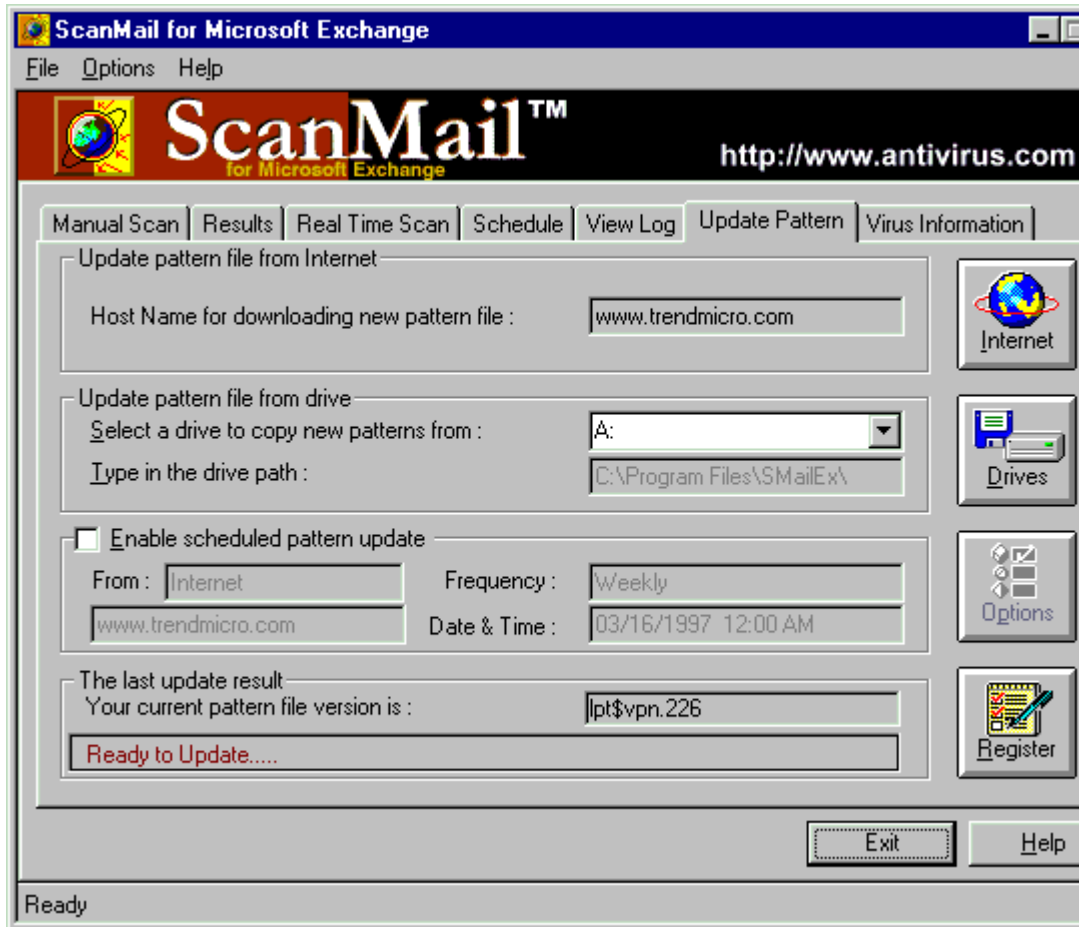 ScanMail for Microsoft Exchange
File Options Help
ScanMail™
for Microsoft Exchange
http://www.antivirus.com
Manual Scan Results Real Time Scan Schedule View Log Update Pattern Virus Information
Update pattern file from Internet
Host Name for downloading new pattern file : www.trendmicro.com
Internet
Update pattern file from drive
Select a drive to copy new patterns from : A:
Type in the drive path : C:\Program Files\SMailEx\
Drives
Enable scheduled pattern update
From : Internet Frequency : Weekly
www.trendmicro.com Date & Time : 03/16/1997 12:00 AM
Options
The last update result
Your current pattern file version is : lpt$vpn.226
Ready to Update.....
Register
Exit Help
Ready